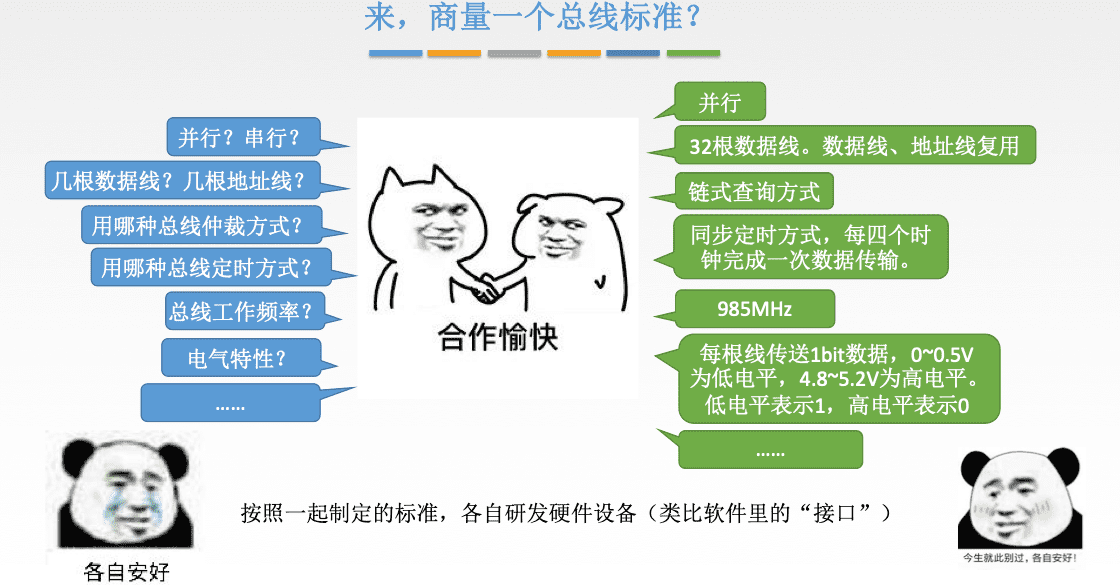 来，商量一个总线标准？
并行？串行？
几根数据线？几根地址线？
用哪种总线仲裁方式？
用哪种总线定时方式？
总线工作频率？
电气特性？
……
合作愉快
并行
32根数据线。数据线、地址线复用
链式查询方式
同步定时方式，每四个时
钟完成一次数据传输。
985MHz
每根线传送1bit数据，0~0.5V
为低电平，4.8~5.2V为高电平。
低电平表示1，高电平表示0
……
按照一起制定的标准，各自研发硬件设备（类比软件里的“接口”）
各自安好
今生就此别过，各自安好！